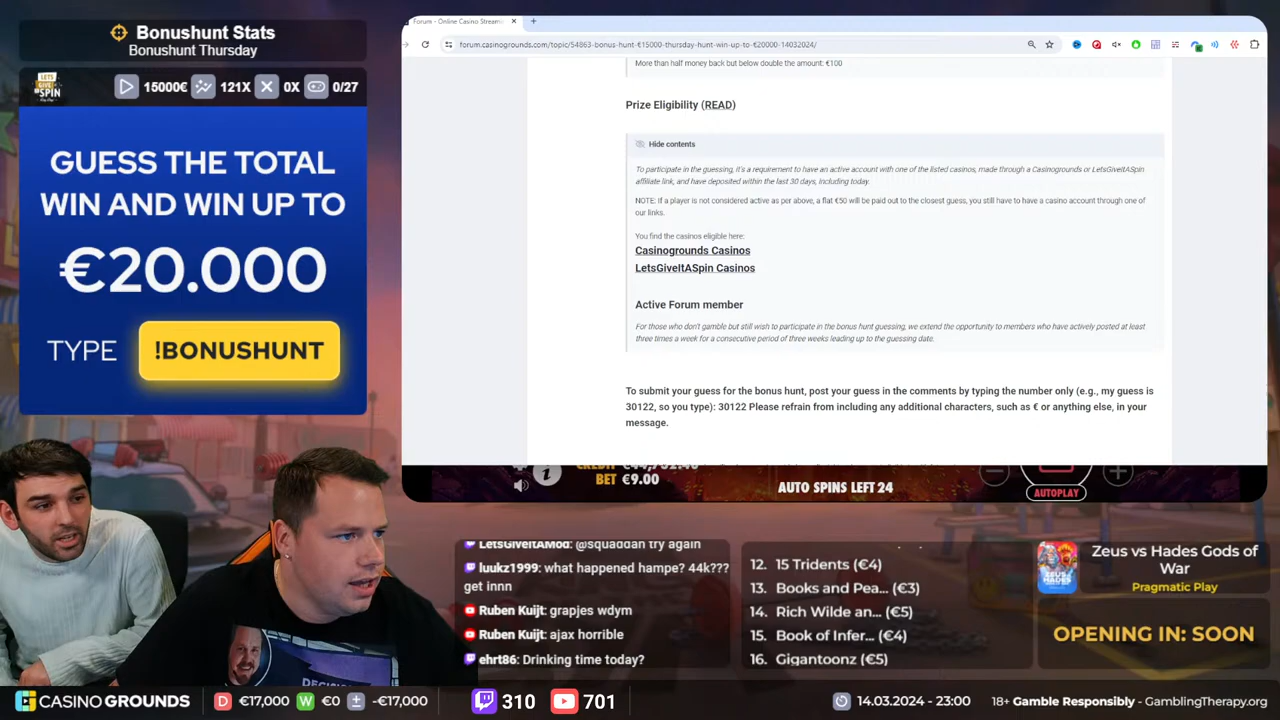 Bonushunt Stats
Bonushunt Thursday
LETS GIVE IT A SPIN
15000€ 121X 0X 0/27
GUESS THE TOTAL
WIN AND WIN UP TO
€20.000
TYPE !BONUSHUNT
Forum - Online Casino Stream
forum.casinogrounds.com/topic/54863-bonus-hunt-€15000-thursday-hunt-win-up-to-€20000-14032024/
More than half money back but below double the amount: €100
Prize Eligibility (READ)
Hide contents
To participate in the guessing, it's a requirement to have an active account with one of the listed casinos, made through a Casinogrounds or LetsGiveItASpin
affiliate link, and have deposited within the last 30 days, including today.
NOTE: If a player is not considered active as per above, a flat €50 will be paid out to the closest guess, you still have to have a casino account through one of
our links.
You find the casinos eligible here:
Casinogrounds Casinos
LetsGiveItASpin Casinos
Active Forum member
For those who don't gamble but still wish to participate in the bonus hunt guessing, we extend the opportunity to members who have actively posted at least
three times a week for a consecutive period of three weeks leading up to the guessing date.
To submit your guess for the bonus hunt, post your guess in the comments by typing the number only (e.g., my guess is
30122, so you type): 30122 Please refrain from including any additional characters, such as € or anything else, in your
message.
CREDIT
BET €9.00
AUTO SPINS LEFT 24
AUTOPLAY
LetsGiveItAMod: @squaddan try again
luukz1999: what happened hampe? 44k???
get innn
Ruben Kuijt: grapjes wdym
Ruben Kuijt: ajax horrible
ehrt86: Drinking time today?
12. 15 Tridents (€4)
13. Books and Pea... (€3)
14. Rich Wilde an... (€5)
15. Book of Infer... (€4)
16. Gigantoonz (€5)
Zeus vs Hades Gods of
War
Pragmatic Play
OPENING IN: SOON
CASINOGROUNDS D €17,000 W €0 ± -€17,000 310 701 14.03.2024 - 23:00 18+ Gamble Responsibly - GamblingTherapy.org